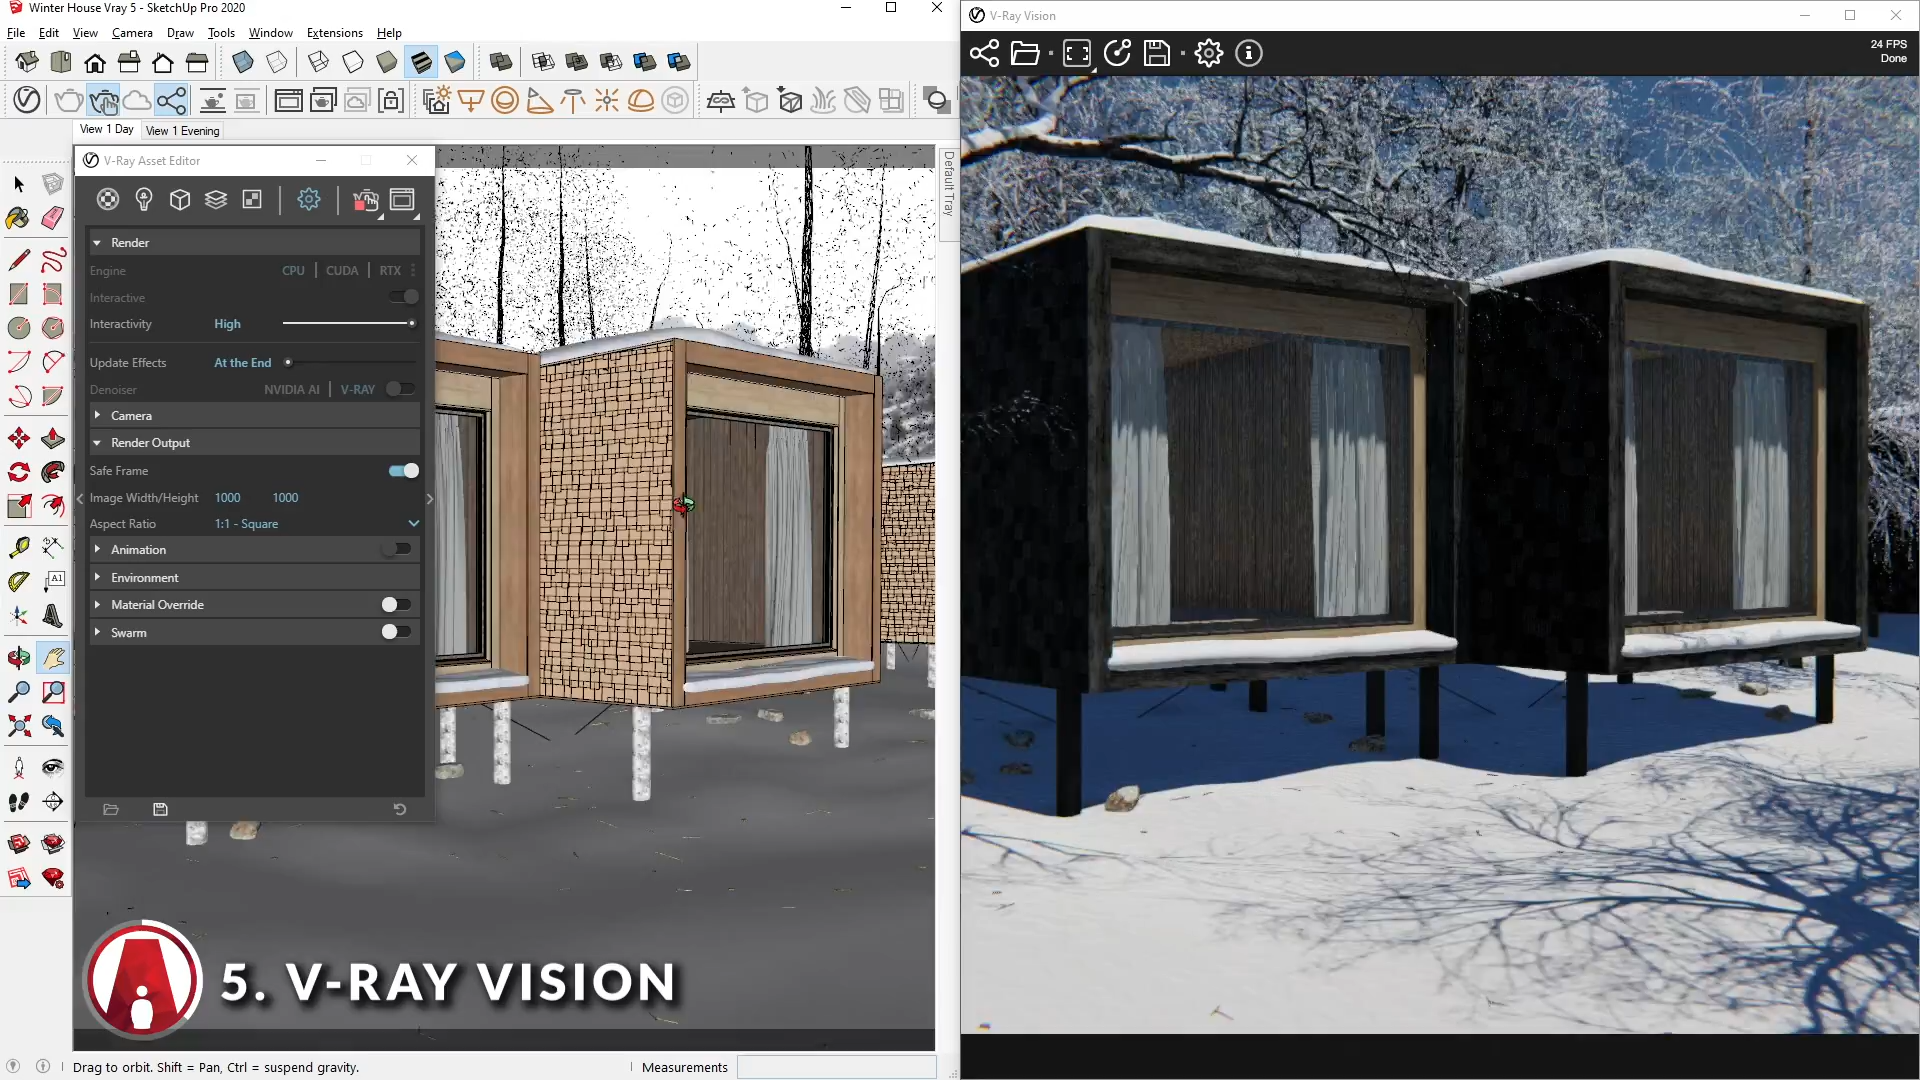 Winter House Vray 5 - SketchUp Pro 2020
File Edit View Camera Draw Tools Window Extensions Help
View 1 Day View 1 Evening
V-Ray Asset Editor
Render
Engine CPU | CUDA | RTX
Interactive
Interactivity High
Update Effects At the End
Denoiser NVIDIA AI | V-RAY
Camera
Render Output
Safe Frame
Image Width/Height 1000 1000
Aspect Ratio 1:1 - Square
Animation
Environment
Material Override
Swarm
A1
Default Tray
5. V-RAY VISION
Drag to orbit. Shift = Pan, Ctrl = suspend gravity.
Measurements
V-Ray Vision
24 FPS
Done